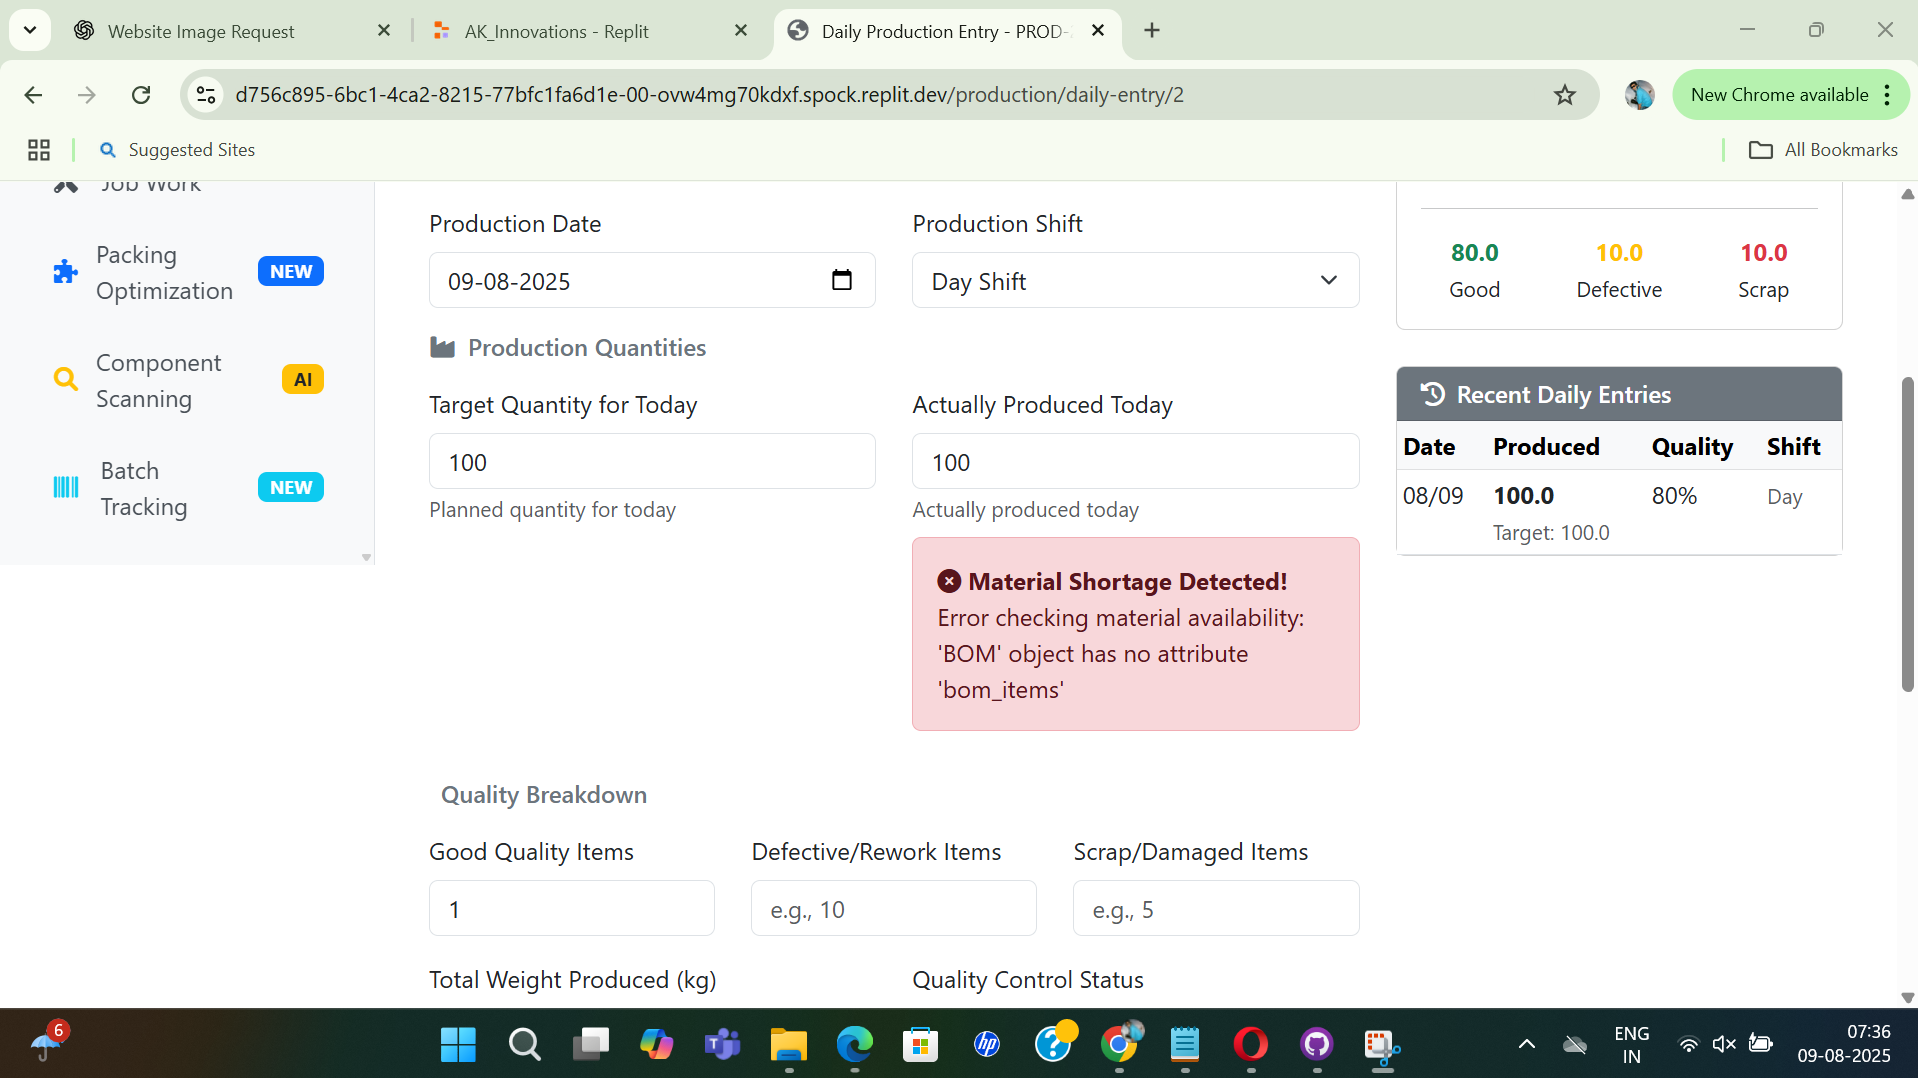 Website Image Request
AK_Innovations - Replit
Daily Production Entry - PROD-
d756c895-6bc1-4ca2-8215-77bfc1fa6d1e-00-ovw4mg70kdxf.spock.replit.dev/production/daily-entry/2
New Chrome available
Suggested Sites
All Bookmarks
Job Work
Packing
Optimization
NEW
Component
Scanning
AI
Batch
Tracking
NEW
Production Date
Production Shift
09-08-2025
Day Shift
Production Quantities
Target Quantity for Today
Actually Produced Today
100
100
Planned quantity for today
Actually produced today
Material Shortage Detected!
Error checking material availability:
'BOM' object has no attribute
'bom_items'
Quality Breakdown
Good Quality Items
Defective/Rework Items
Scrap/Damaged Items
1
e.g., 10
e.g., 5
Total Weight Produced (kg)
Quality Control Status
80.0
10.0
10.0
Good
Defective
Scrap
Recent Daily Entries
Date
Produced
Quality
Shift
08/09
100.0
80%
Day
Target: 100.0
6
hp
ENG
IN
07:36
09-08-2025